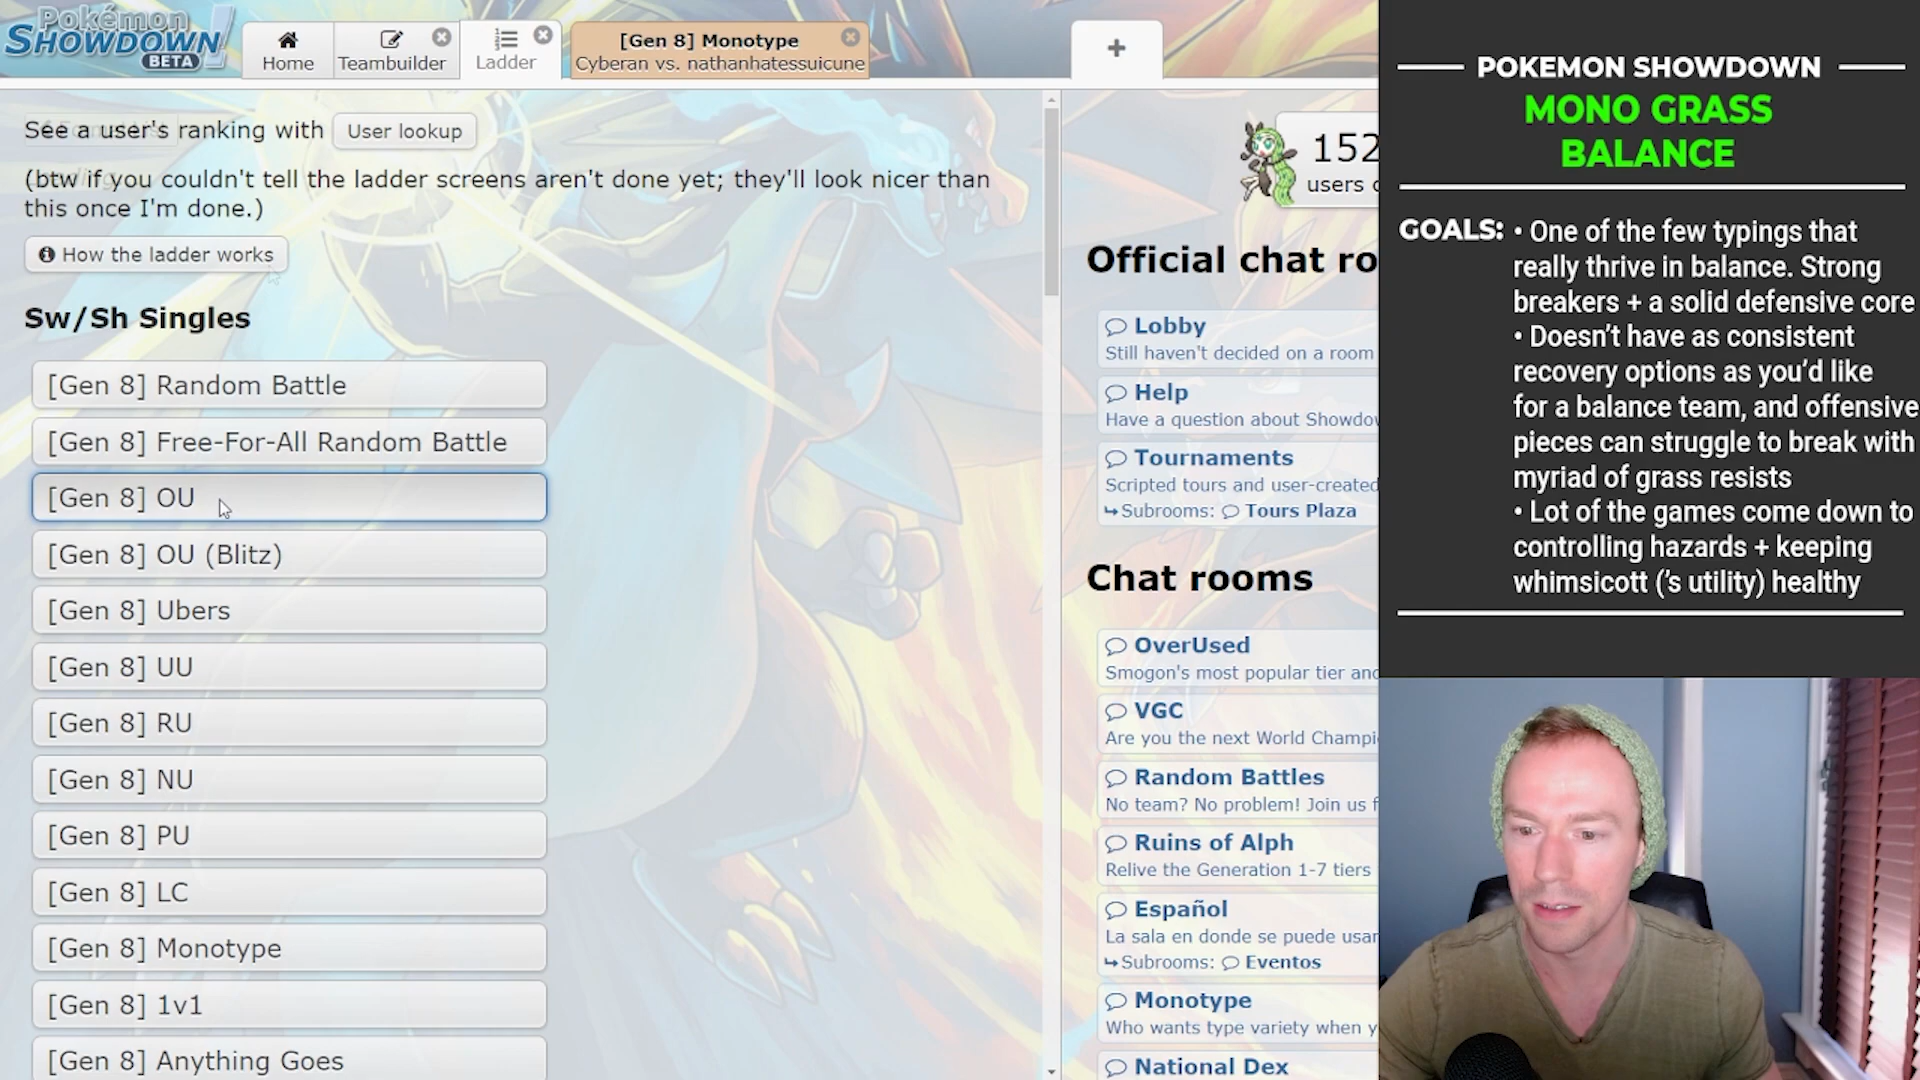 Pokémon
SHOWDOWN!
BETA
Home
Teambuilder
Ladder
[Gen 8] Monotype
Cyberan vs. nathanhatessuicune
+
See a user's ranking with User lookup
(btw if you couldn't tell the ladder screens aren't done yet; they'll look nicer than
this once I'm done.)
How the ladder works
Sw/Sh Singles
[Gen 8] Random Battle
[Gen 8] Free-For-All Random Battle
[Gen 8] OU
[Gen 8] OU (Blitz)
[Gen 8] Ubers
[Gen 8] UU
[Gen 8] RU
[Gen 8] NU
[Gen 8] PU
[Gen 8] LC
[Gen 8] Monotype
[Gen 8] 1v1
[Gen 8] Anything Goes
152
users
Official chat ro
Lobby
Still haven't decided on a room
Help
Have a question about Showdo
Tournaments
Scripted tours and user-created
Subrooms: Tours Plaza
Chat rooms
OverUsed
Smogon's most popular tier and
VGC
Are you the next World Champi
Random Battles
No team? No problem! Join us f
Ruins of Alph
Relive the Generation 1-7 tiers
Español
La sala en donde se puede usar
Subrooms: Eventos
Monotype
Who wants type variety when y
National Dex
POKEMON SHOWDOWN
MONO GRASS
BALANCE
GOALS: • One of the few typings that
really thrive in balance. Strong
breakers + a solid defensive core
• Doesn't have as consistent
recovery options as you'd like
for a balance team, and offensive
pieces can struggle to break with
myriad of grass resists
• Lot of the games come down to
controlling hazards + keeping
whimsicott ('s utility) healthy